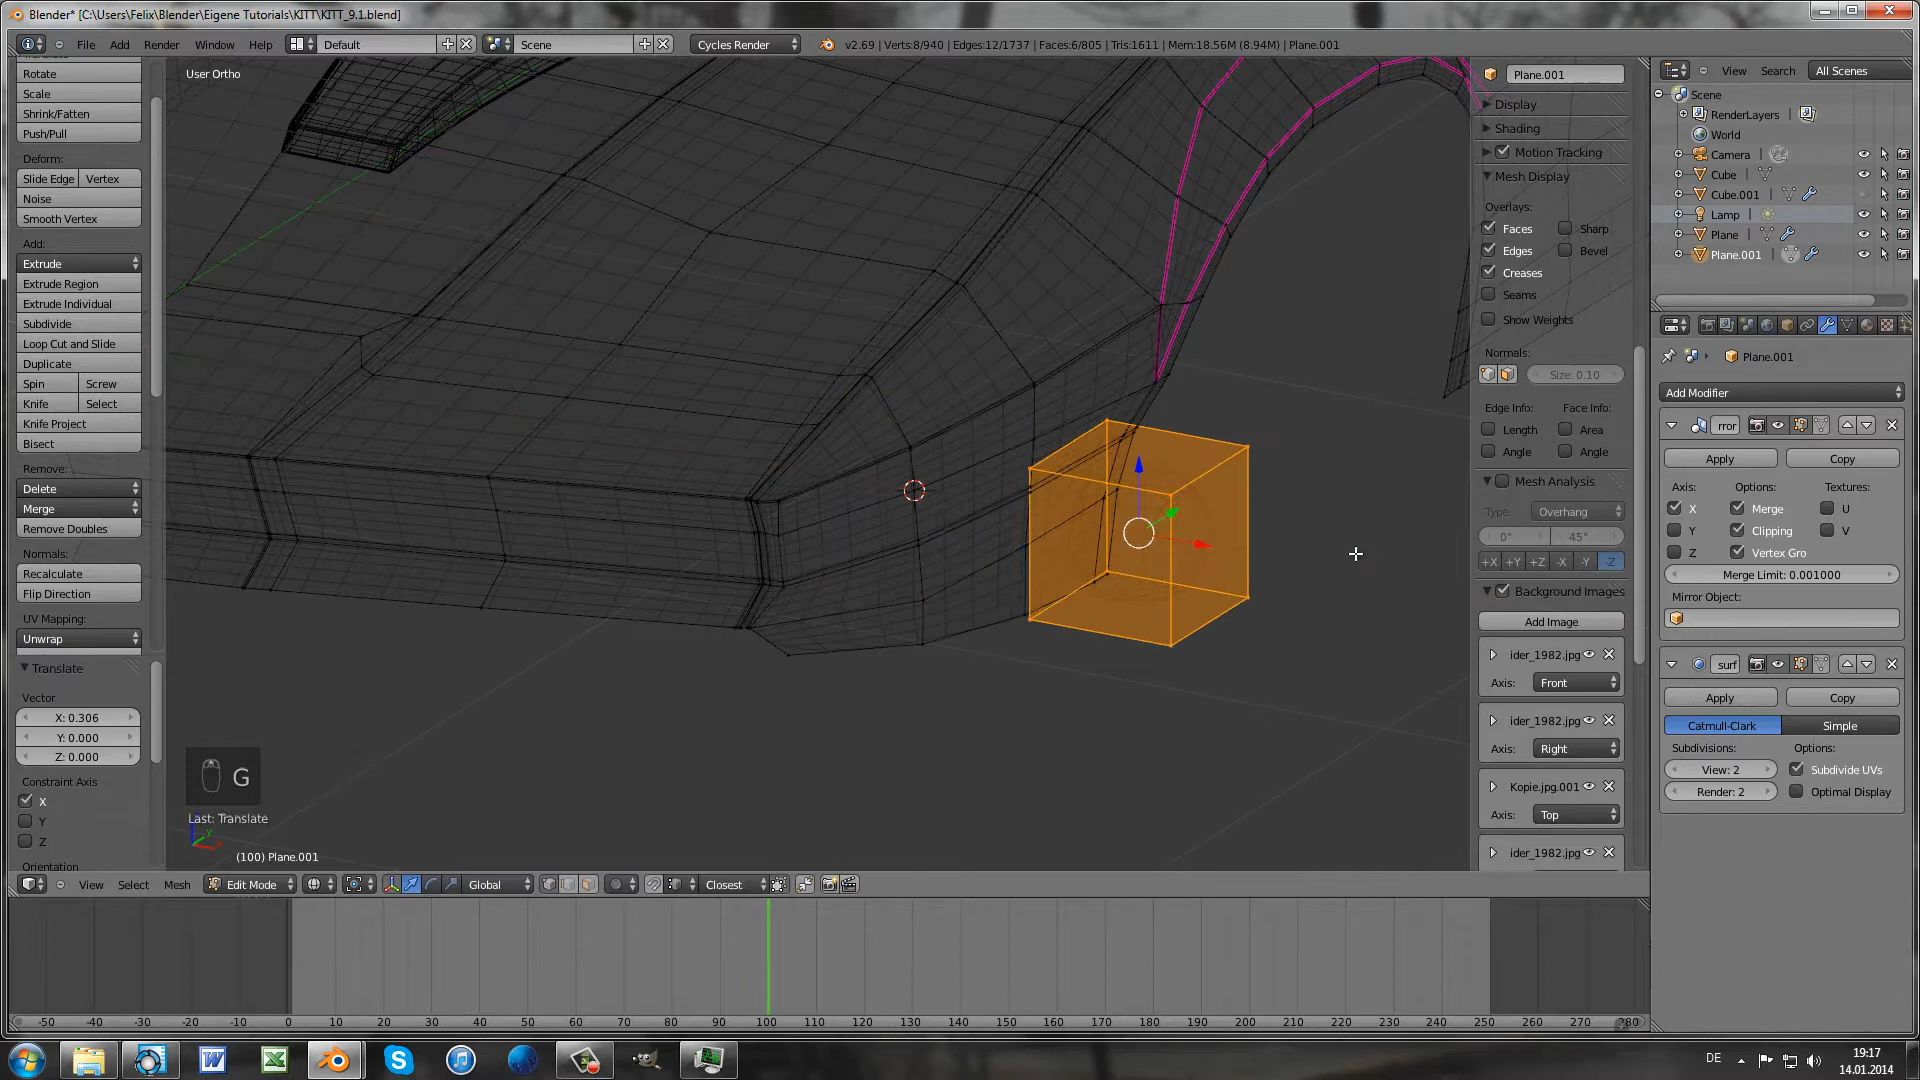 Blender* [C:\Users\Felix\Blender\Eigene Tutorials\KITT\KITT_9.1.blend]
File Add Render Window Help Default Scene Cycles Render v2.69 | Verts:8/940 | Edges:12/1737 | Faces:6/805 | Tris:1611 | Mem:18.56M (8.94M) | Plane.001
Rotate
Scale
Shrink/Fatten
Push/Pull
Deform:
Slide Edge Vertex
Noise
Smooth Vertex
Add:
Extrude
Extrude Region
Extrude Individual
Subdivide
Loop Cut and Slide
Duplicate
Spin Screw
Knife Select
Knife Project
Bisect
Remove:
Delete
Merge
Remove Doubles
Normals:
Recalculate
Flip Direction
UV Mapping:
Unwrap
Translate
Vector
X: 0.306
Y: 0.000
Z: 0.000
Constraint Axis
X
Y
Z
Orientation
User Ortho
G
Last: Translate
(100) Plane.001
Plane.001
Display
Shading
Motion Tracking
Mesh Display
Overlays:
Faces Sharp
Edges Bevel
Creases
Seams
Show Weights
Normals:
Size: 0.10
Edge Info: Face Info:
Length Area
Angle Angle
Mesh Analysis
Type: Overhang
0° 45°
+X +Y +Z -X -Y -Z
Background Images
Add Image
ider_1982.jpg
Axis: Front
ider_1982.jpg
Axis: Right
Kopie.jpg.001
Axis: Top
ider_1982.jpg
View Search All Scenes
Scene
RenderLayers
World
Camera
Cube
Cube.001
Lamp
Plane
Plane.001
Plane.001
Add Modifier
rror
Apply Copy
Axis: Options: Textures:
X Merge U
Y Clipping V
Z Vertex Gro
Merge Limit: 0.001000
Mirror Object:
surf
Apply Copy
Catmull-Clark Simple
Subdivisions: Options:
View: 2 Subdivide UVs
Render: 2 Optimal Display
View Select Mesh Edit Mode Global Closest
-50 -40 -30 -20 -10 0 10 20 30 40 50 60 70 80 90 100 110 120 130 140 150 160 170 180 190 200 210 220 230 240 250 260 270 280
DE
19:17
14.01.2014